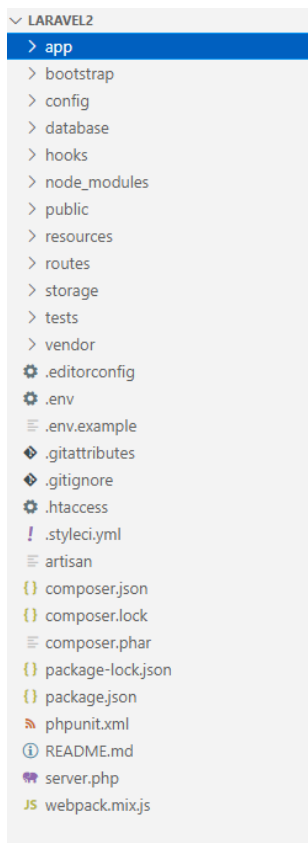 LARAVEL2
app
bootstrap
config
database
hooks
node_modules
public
resources
routes
storage
tests
vendor
.editorconfig
.env
.env.example
.gitattributes
.gitignore
.htaccess
! .styleci.yml
artisan
{} composer.json
{} composer.lock
composer.phar
{} package-lock.json
{} package.json
phpunit.xml
README.md
server.php
JS webpack.mix.js